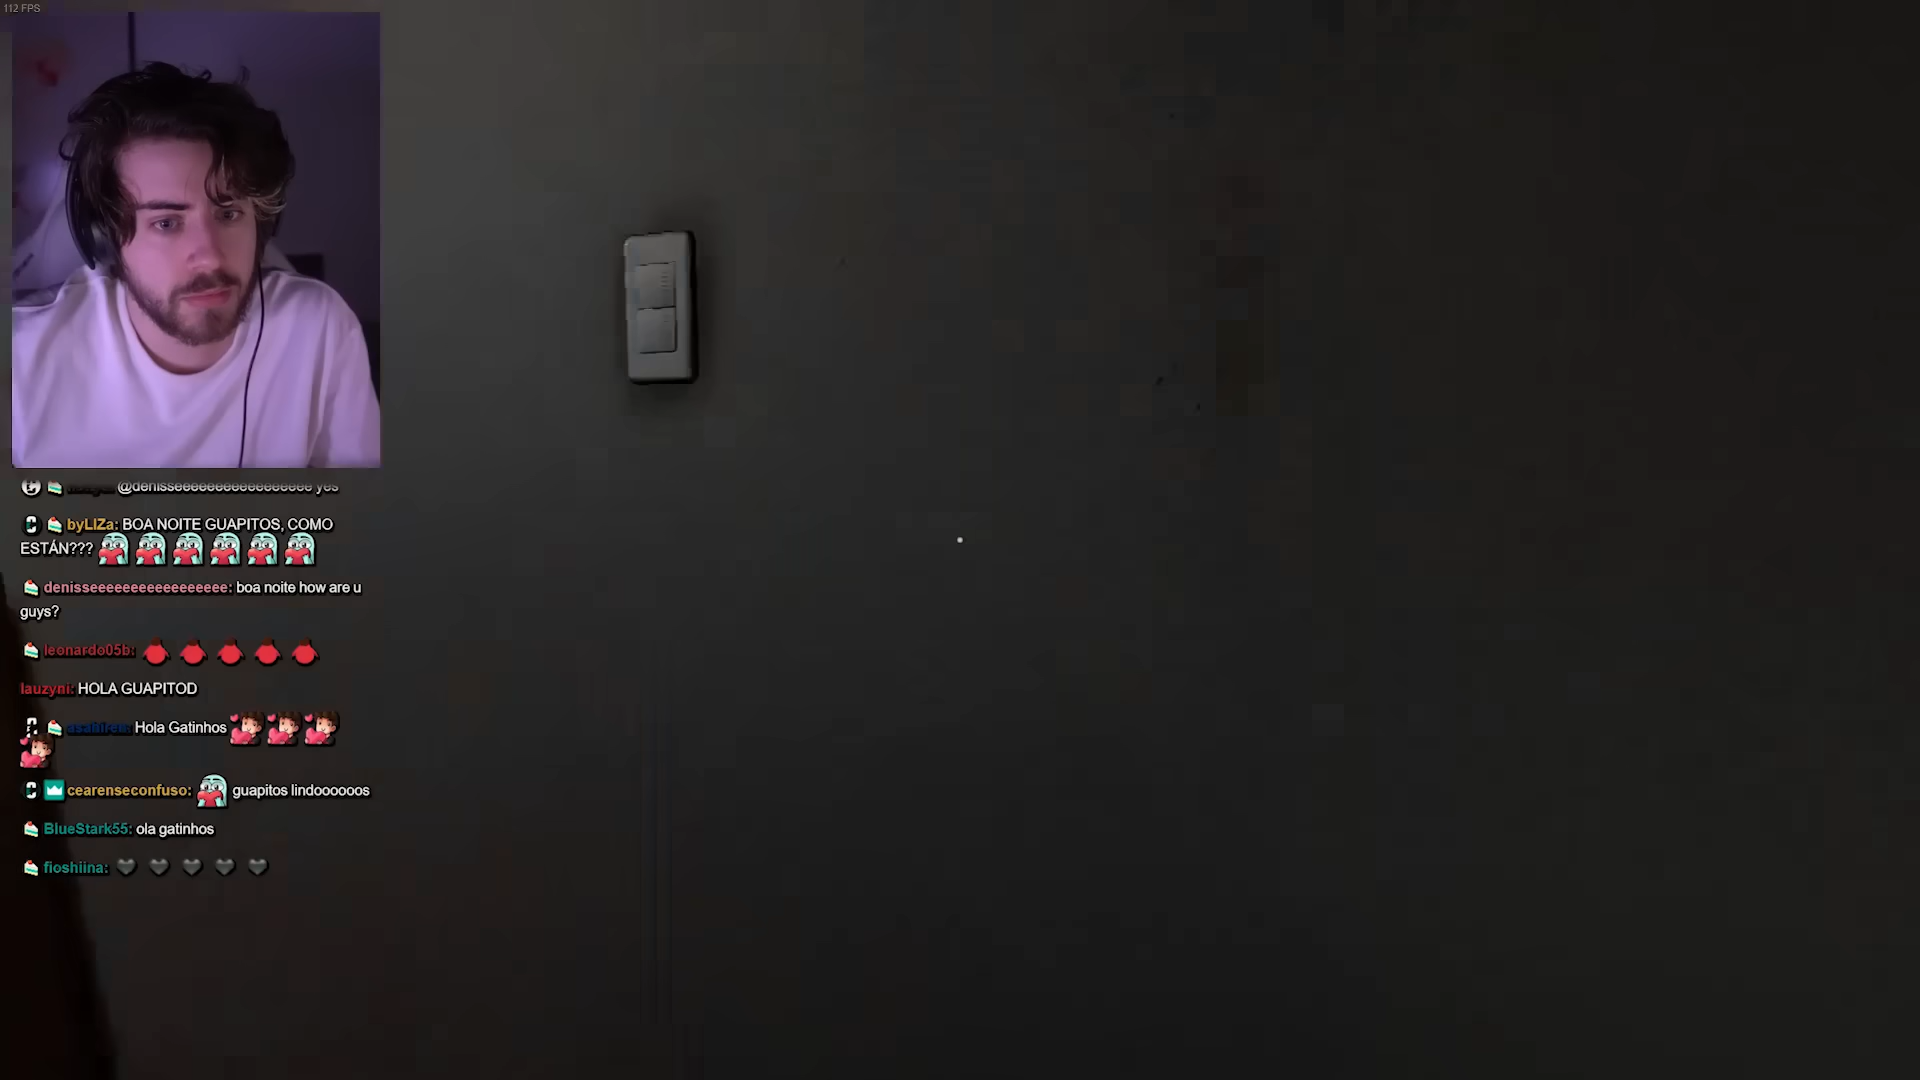 112 FPS
@denisseeeeeeeeeeeeeeeee yes
byLIZa: BOA NOITE GUAPITOS, COMO
ESTÁN???
denisseeeeeeeeeeeeeeeee: boa noite how are u
guys?
leonardo05b:
lauzyni: HOLA GUAPITOD
Hola Gatinhos
cearenseconfuso: guapitos lindoooooos
BlueStark55: ola gatinhos
fioshiina: